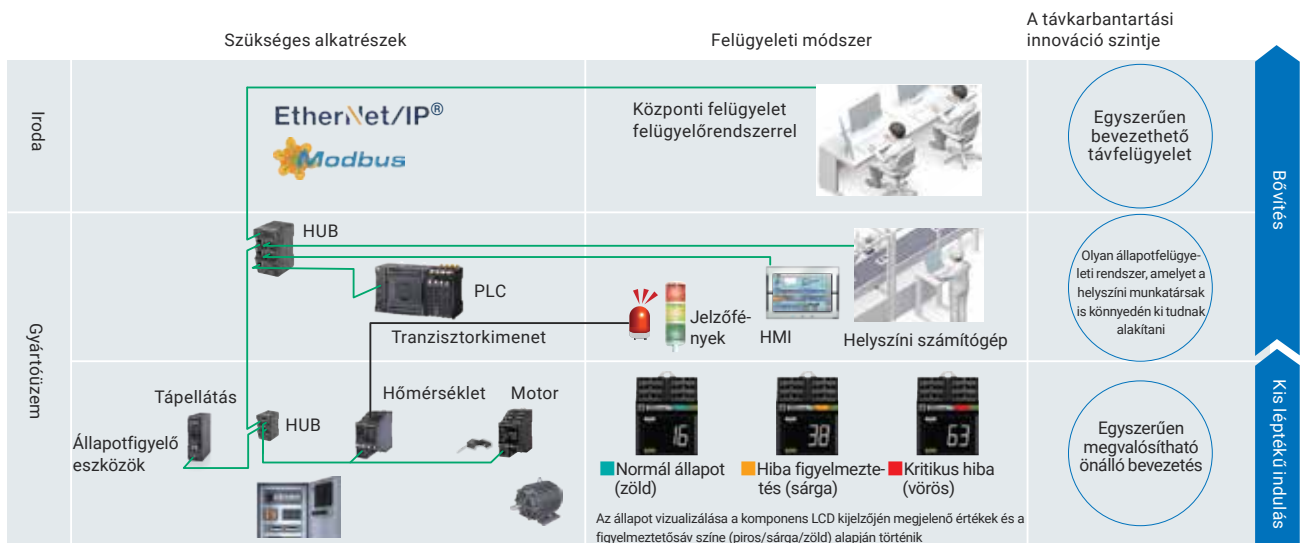 Szükséges alkatrészek
Felügyeleti módszer
A távkarbantartási
innováció szintje
Iroda
EtherNet/IP®
Modbus
Központi felügyelet
felügyelőrendszerrel
Egyszerűen
bevezethető
távfelügyelet
Bővítés
Gyártóüzem
HUB
PLC
Tranzisztorkimenet
Jelzőfé-
nyek
HMI
Helyszíni számítógép
Olyan állapotfelügye-
leti rendszer, amelyet a
helyszíni munkatársak
is könnyedén ki tudnak
alakítani
Tápellátás
Állapotfigyelő
eszközök
HUB
Hőmérséklet
Motor
16
38
63
Normál állapot
(zöld)
Hiba figyelmezte-
tés (sárga)
Kritikus hiba
(vörös)
Az állapot vizualizálása a komponens LCD kijelzőjén megjelenő értékek és a
figyelmeztetősáv színe (piros/sárga/zöld) alapján történik
Egyszerűen
megvalósítható
önálló bevezetés
Kis léptékű indulás